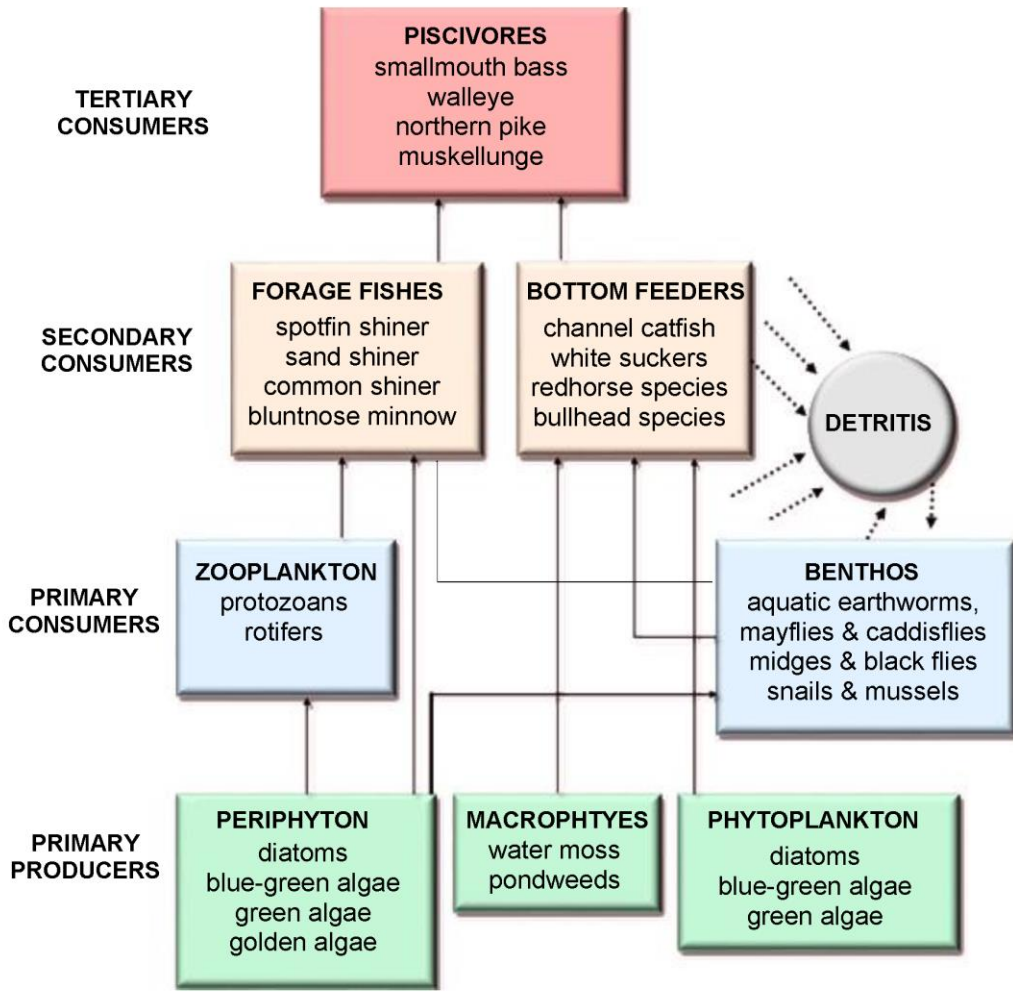 PISCIVORES
smallmouth bass
walleye
northern pike
muskellunge
TERTIARY
CONSUMERS
FORAGE FISHES
spotfin shiner
sand shiner
common shiner
bluntnose minnow
BOTTOM FEEDERS
channel catfish
white suckers
redhorse species
bullhead species
SECONDARY
CONSUMERS
DETRITIS
ZOOPLANKTON
protozoans
rotifers
BENTHOS
aquatic earthworms,
mayflies & caddisflies
midges & black flies
snails & mussels
PRIMARY
CONSUMERS
PERIPHYTON
diatoms
blue-green algae
green algae
golden algae
MACROPHTYES
water moss
pondweeds
PHYTOPLANKTON
diatoms
blue-green algae
green algae
PRIMARY
PRODUCERS